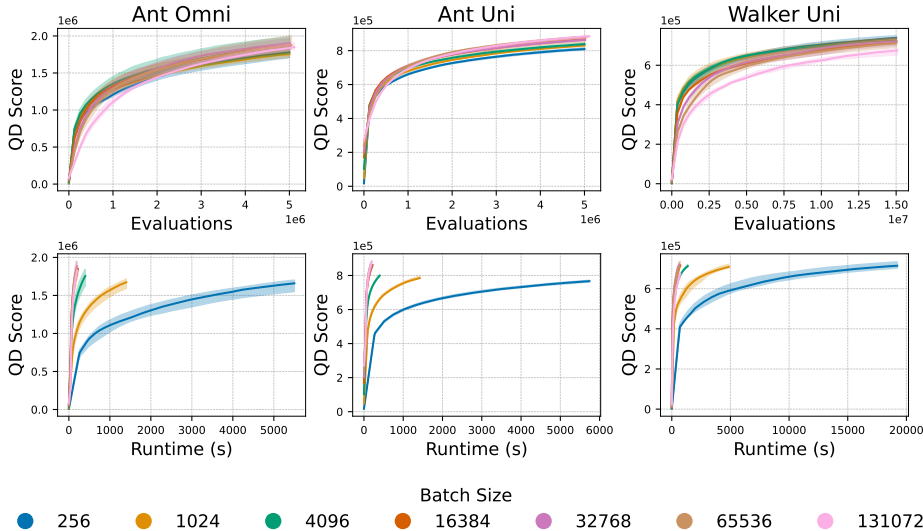 Ant Omni
Ant Uni
Walker Uni
1e6
1e5
1e5
QD Score
2.0
1.5
1.0
0.5
0.0
QD Score
8
6
4
2
0
QD Score
6
4
2
0
0 1 2 3 4 5
0 1 2 3 4 5
0.00 0.25 0.50 0.75 1.00 1.25 1.50
Evaluations
1e6
Evaluations
1e6
Evaluations
1e7
1e6
1e5
1e5
QD Score
2.0
1.5
1.0
0.5
0.0
QD Score
8
6
4
2
0
QD Score
6
4
2
0
0 1000 2000 3000 4000 5000
0 1000 2000 3000 4000 5000 6000
0 5000 10000 15000 20000
Runtime (s)
Runtime (s)
Runtime (s)
Batch Size
256 1024 4096 16384 32768 65536 131072